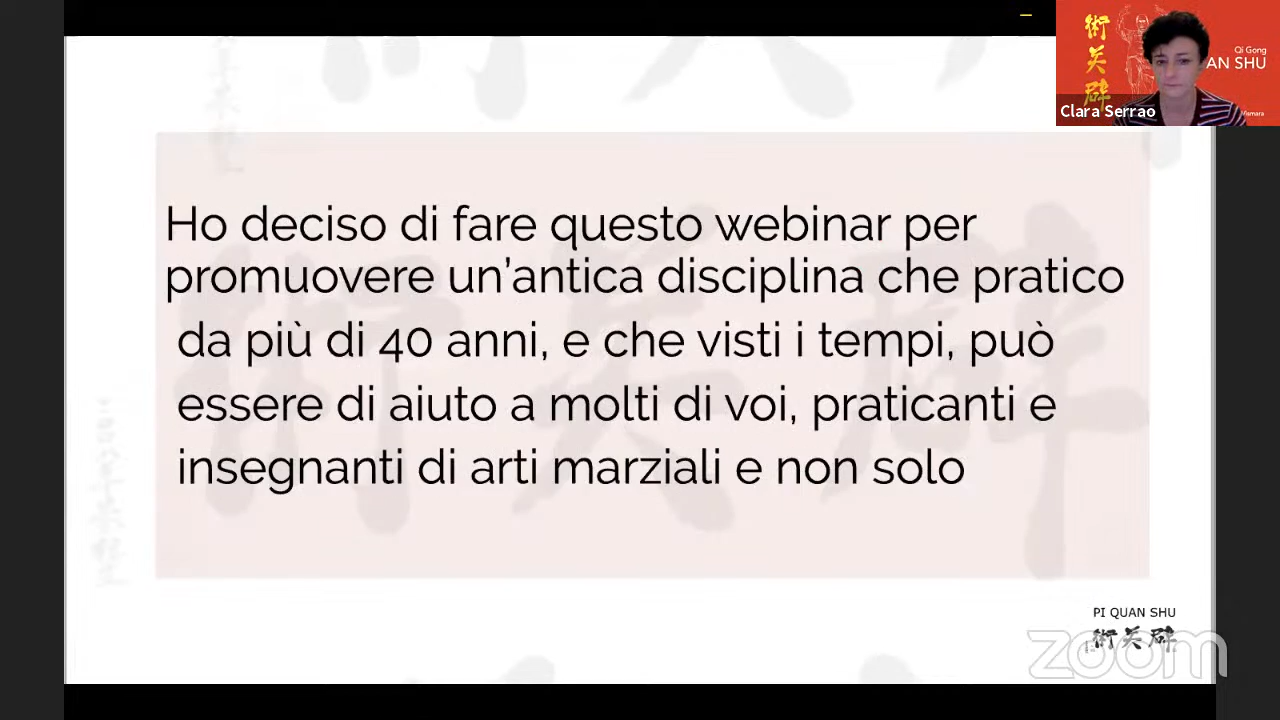 術关辟
Qi Gong
AN SHU
Vismara
Clara Serrao
Ho deciso di fare questo webinar per
promuovere un’antica disciplina che pratico
da più di 40 anni, e che visti i tempi, può
essere di aiuto a molti di voi, praticanti e
insegnanti di arti marziali e non solo
PI QUAN SHU
zoom